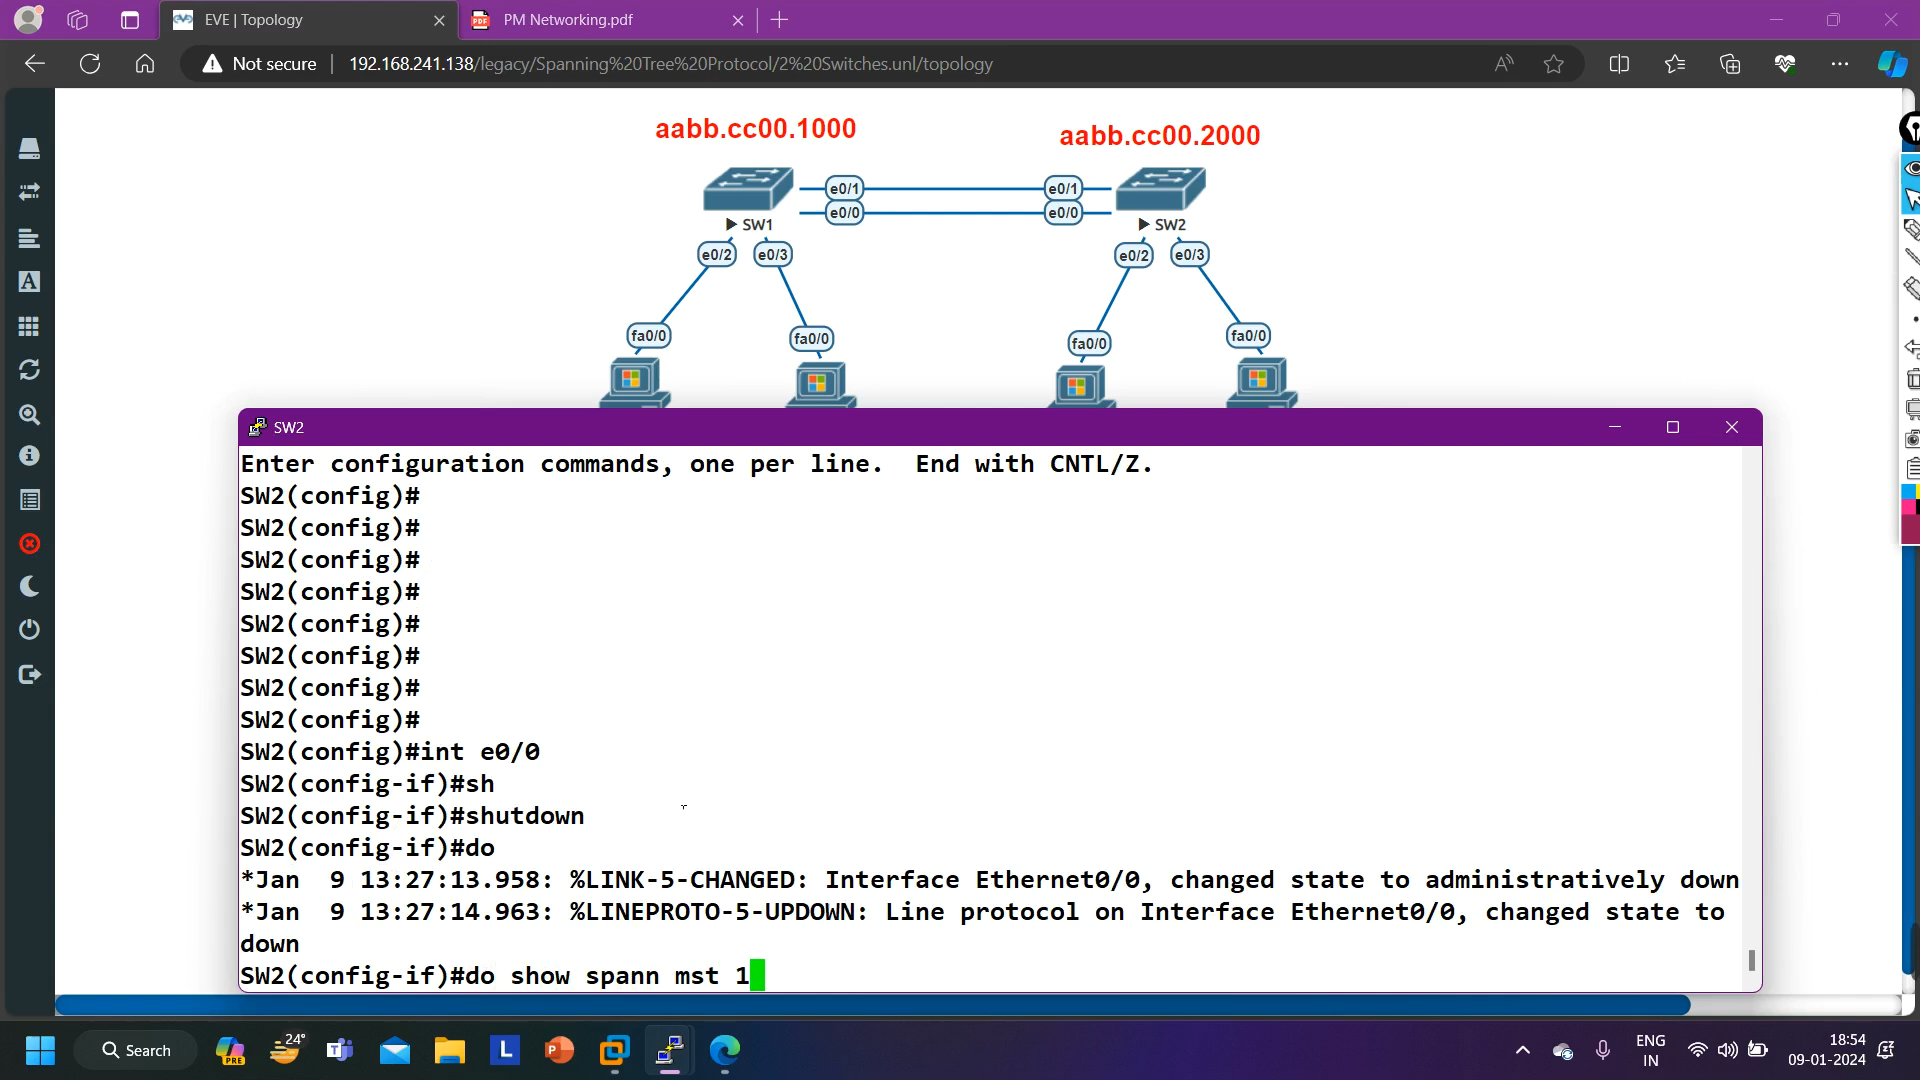 EVE | Topology
PM Networking.pdf
Not secure
192.168.241.138/legacy/Spanning%20Tree%20Protocol/2%20Switches.unl/topology
aabb.cc00.1000
aabb.cc00.2000
e0/1
e0/1
e0/0
e0/0
SW1
SW2
e0/2
e0/3
e0/2
e0/3
fa0/0
fa0/0
fa0/0
fa0/0
SW2
Enter configuration commands, one per line.  End with CNTL/Z.
SW2(config)#
SW2(config)#
SW2(config)#
SW2(config)#
SW2(config)#
SW2(config)#
SW2(config)#
SW2(config)#
SW2(config)#int e0/0
SW2(config-if)#sh
SW2(config-if)#shutdown
SW2(config-if)#do
*Jan  9 13:27:13.958: %LINK-5-CHANGED: Interface Ethernet0/0, changed state to administratively down
*Jan  9 13:27:14.963: %LINEPROTO-5-UPDOWN: Line protocol on Interface Ethernet0/0, changed state to
down
SW2(config-if)#do show spann mst 1
Search
PRE
24°
L
ENG
IN
18:54
09-01-2024